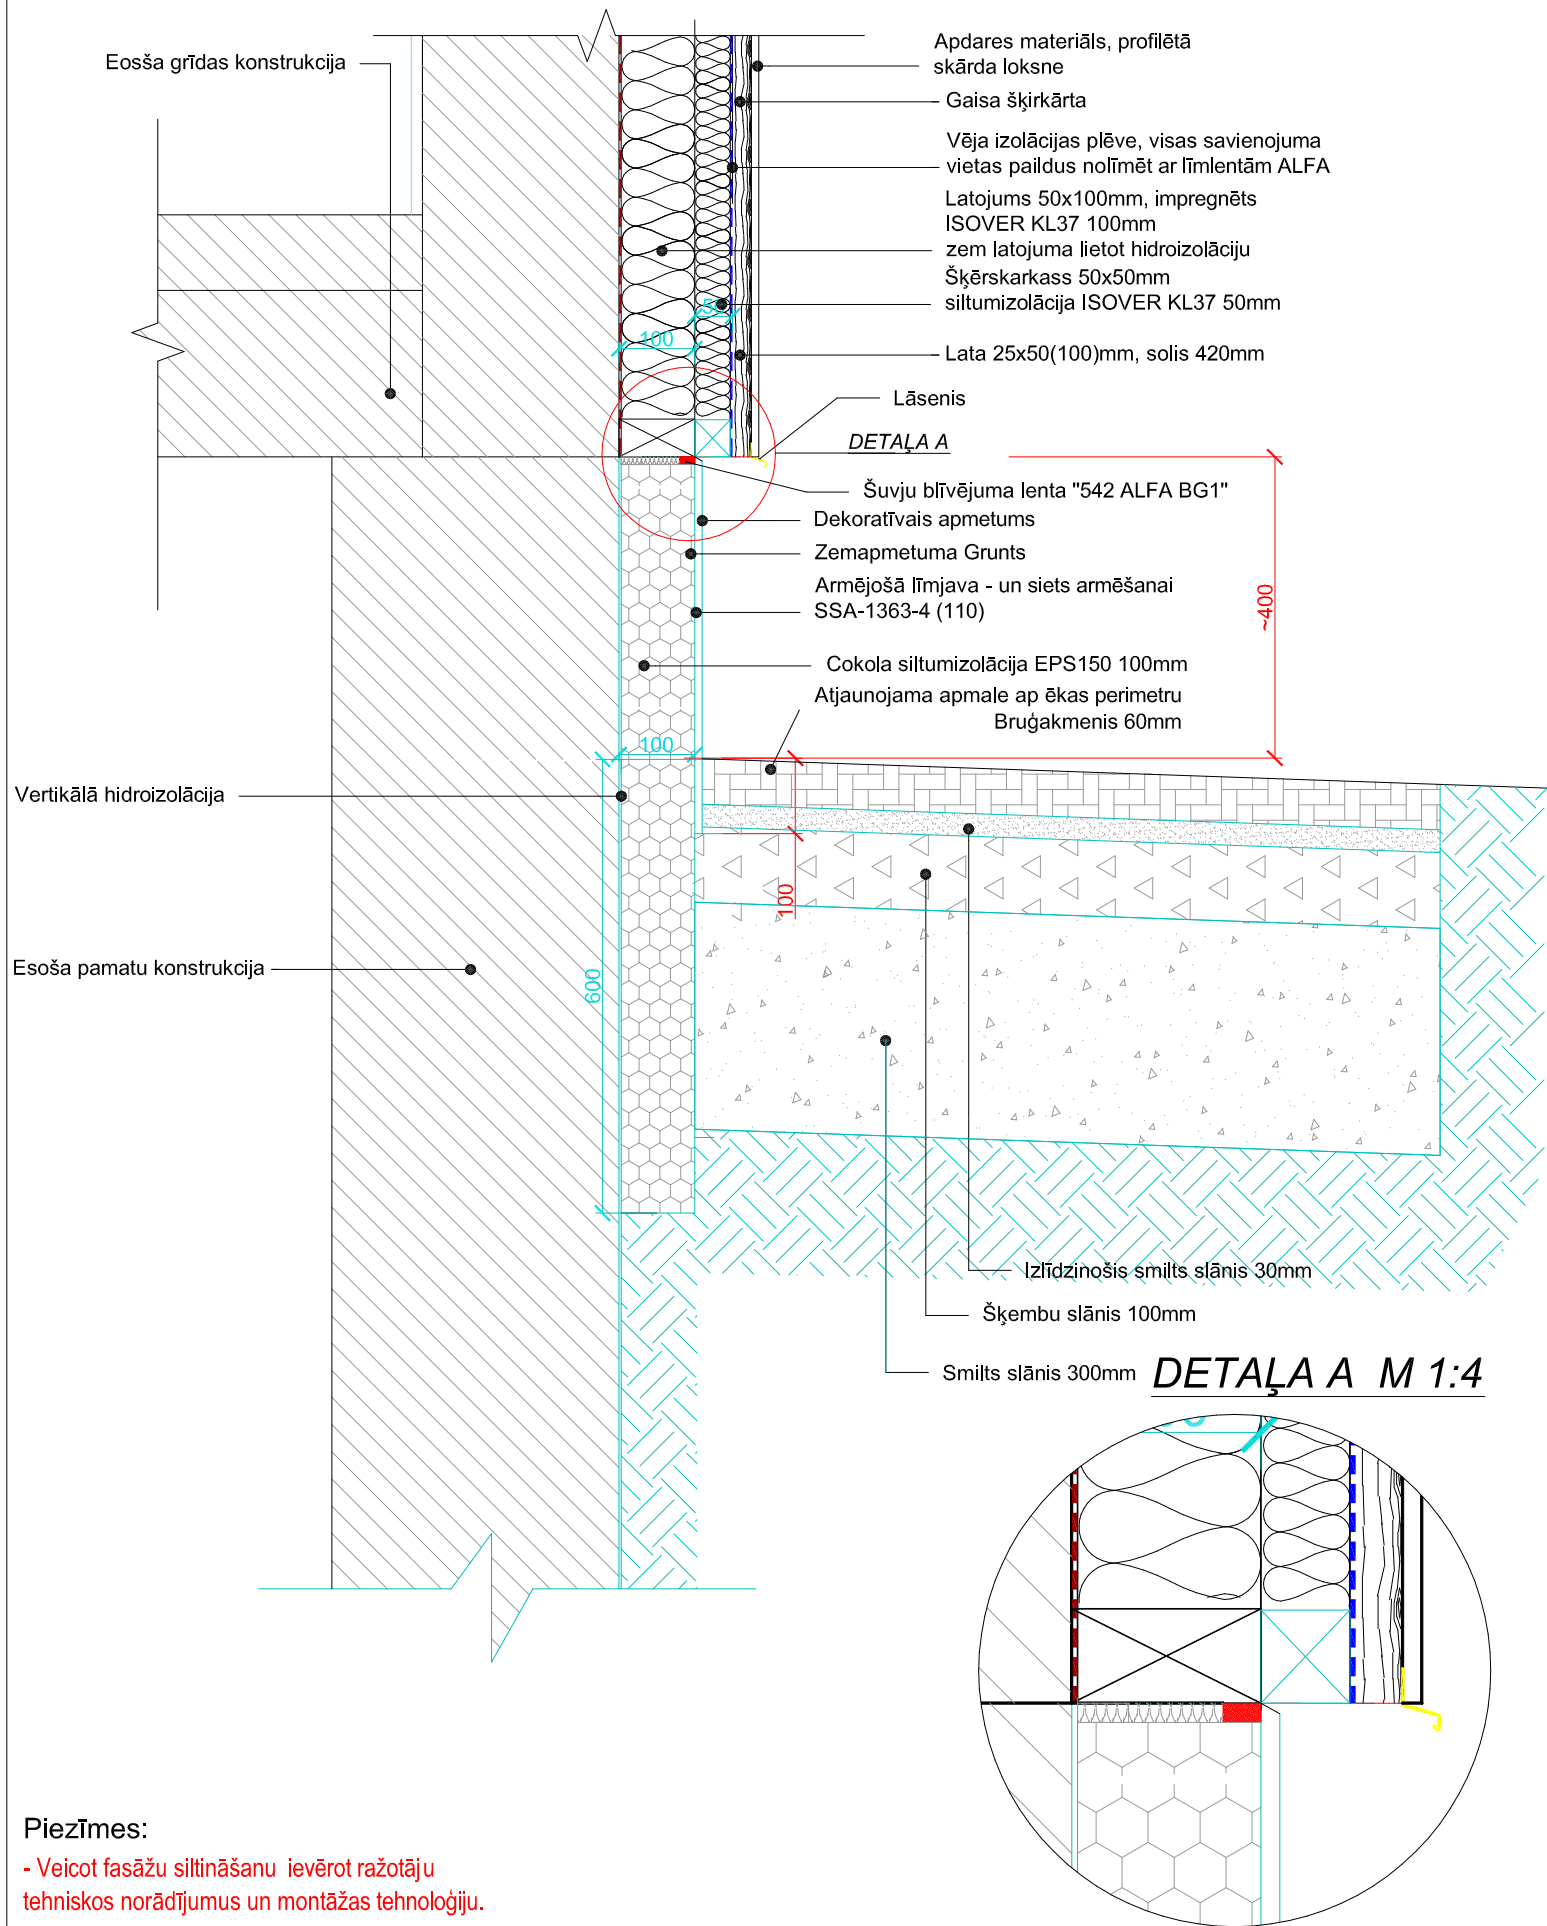 Eosša grīdas konstrukcija
Apdares materiāls, profilētā
skārda loksne
Gaisa šķirkārta
Vēja izolācijas plēve, visas savienojuma
vietas paildus nolīmēt ar līmlentām ALFA
Latojums 50x100mm, impregnēts
ISOVER KL37 100mm
zem latojuma lietot hidroizolāciju
Šķērskarkass 50x50mm
siltumizolācija ISOVER KL37 50mm
50
100
Lata 25x50(100)mm, solis 420mm
Lāsenis
DETAĻA A
Šuvju blīvējuma lenta "542 ALFA BG1"
Dekoratīvais apmetums
Zemapmetuma Grunts
Armējošā līmjava - un siets armēšanai
SSA-1363-4 (110)
~400
Cokola siltumizolācija EPS150 100mm
Atjaunojama apmale ap ēkas perimetru
Bruģakmenis 60mm
100
Vertikālā hidroizolācija
100
Esoša pamatu konstrukcija
600
Izlīdzinošis smilts slānis 30mm
Šķembu slānis 100mm
Smilts slānis 300mm
DETAĻA A M 1:4
Piezīmes:
- Veicot fasāžu siltināšanu ievērot ražotāju
tehniskos norādījumus un montāžas tehnoloģiju.